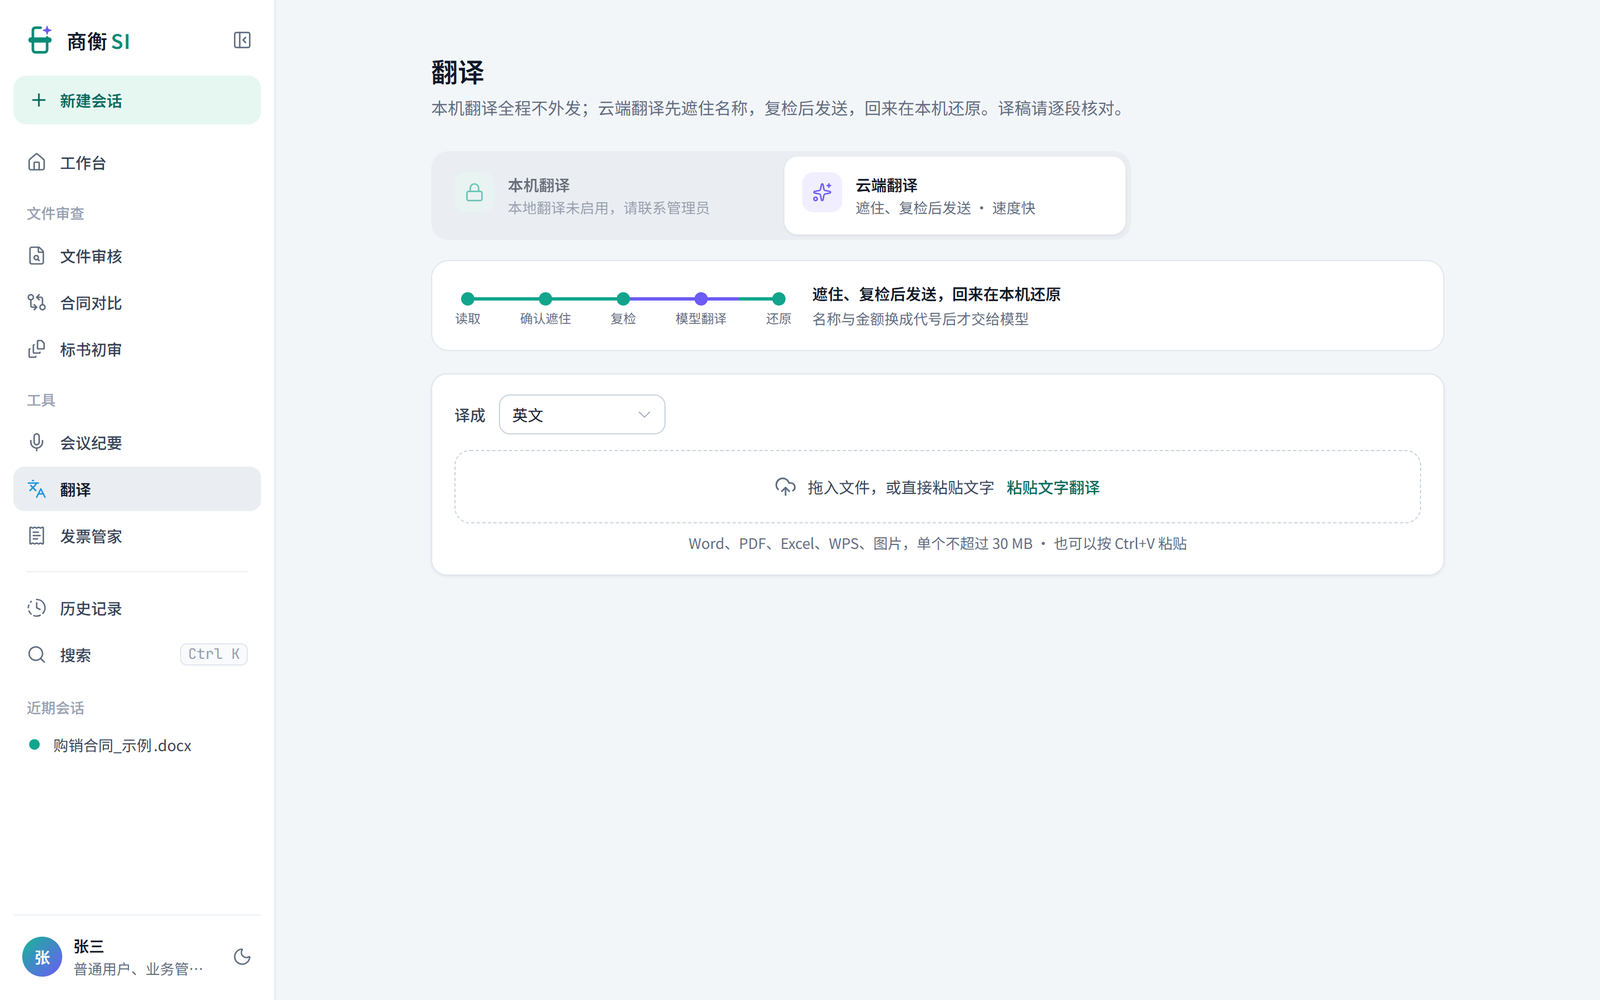 商衡 SI
新建会话
工作台
文件审查
文件审核
合同对比
标书初审
工具
会议纪要
翻译
发票管家
历史记录
搜索 Ctrl K
近期会话
购销合同_示例.docx
张 张三
普通用户、业务管…
翻译
本机翻译全程不外发；云端翻译先遮住名称，复检后发送，回来在本机还原。译稿请逐段核对。
本机翻译
本地翻译未启用，请联系管理员
云端翻译
遮住、复检后发送 · 速度快
读取 确认遮住 复检 模型翻译 还原
遮住、复检后发送，回来在本机还原
名称与金额换成代号后才交给模型
译成 英文
拖入文件，或直接粘贴文字 粘贴文字翻译
Word、PDF、Excel、WPS、图片，单个不超过 30 MB · 也可以按 Ctrl+V 粘贴